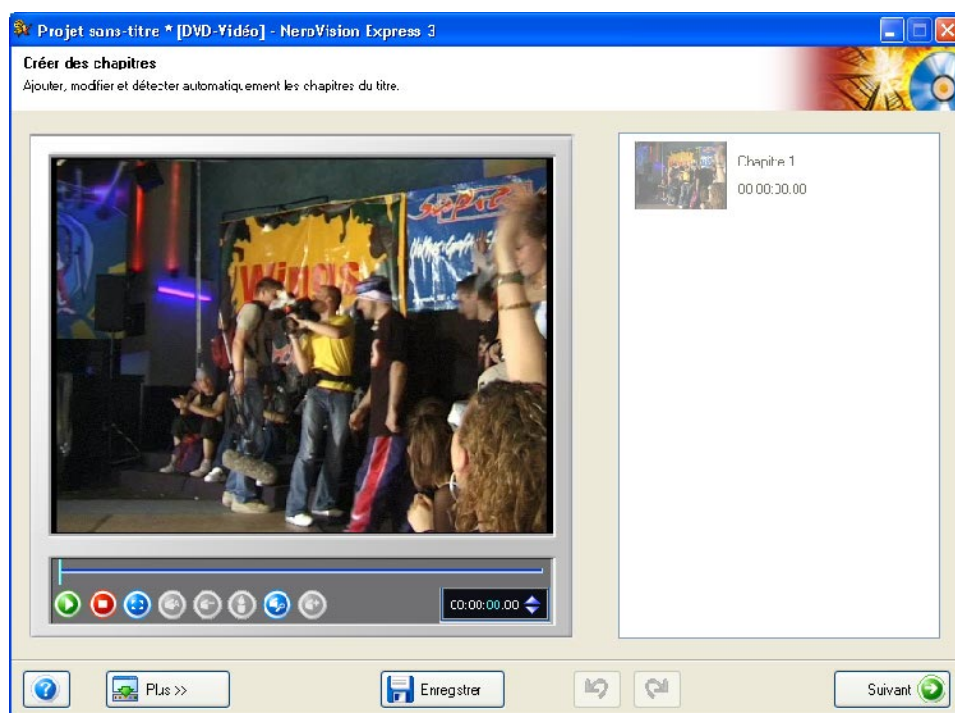 Projet sans-titre * [DVD-Vidéo] - NeroVision Express 3
Créer des chapitres
Ajouter, modifier et détecter automatiquement les chapitres du titre.
Wings
Chapitre 1
00:00:00.00
00:00:00.00
Plus >>
Enregistrer
Suivant